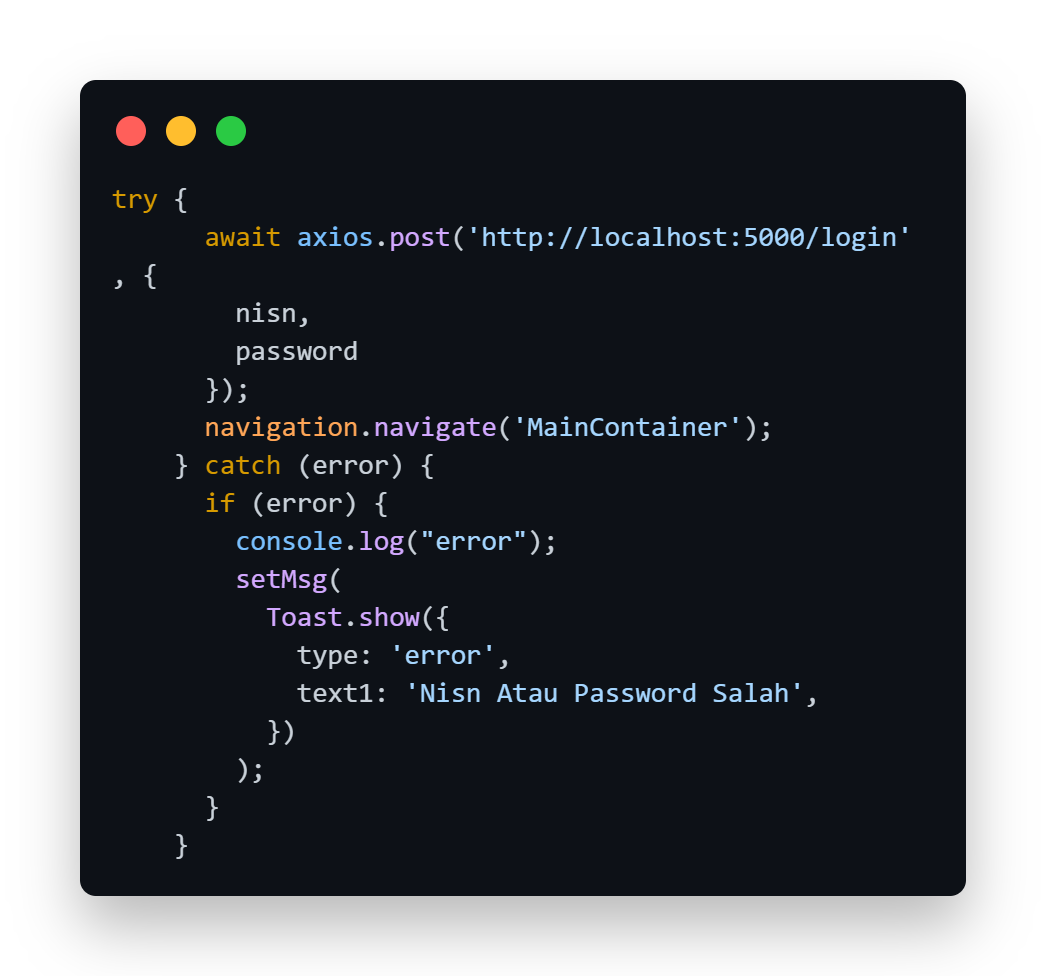 try {
      await axios.post('http://localhost:5000/login'
, {
        nisn,
        password
      });
      navigation.navigate('MainContainer');
    } catch (error) {
      if (error) {
        console.log("error");
        setMsg(
          Toast.show({
            type: 'error',
            text1: 'Nisn Atau Password Salah',
          })
        );
      }
    }